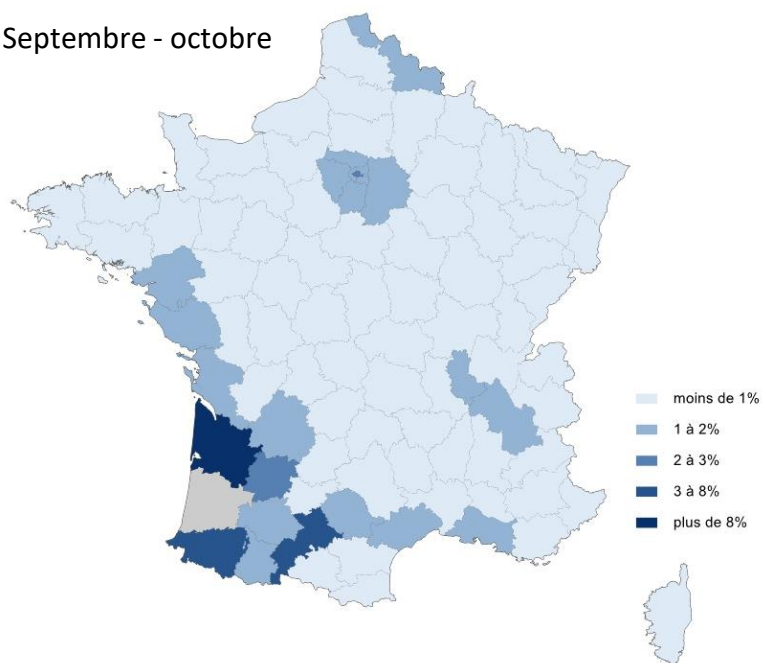 Septembre - octobre
moins de 1%
1 à 2%
2 à 3%
3 à 8%
plus de 8%